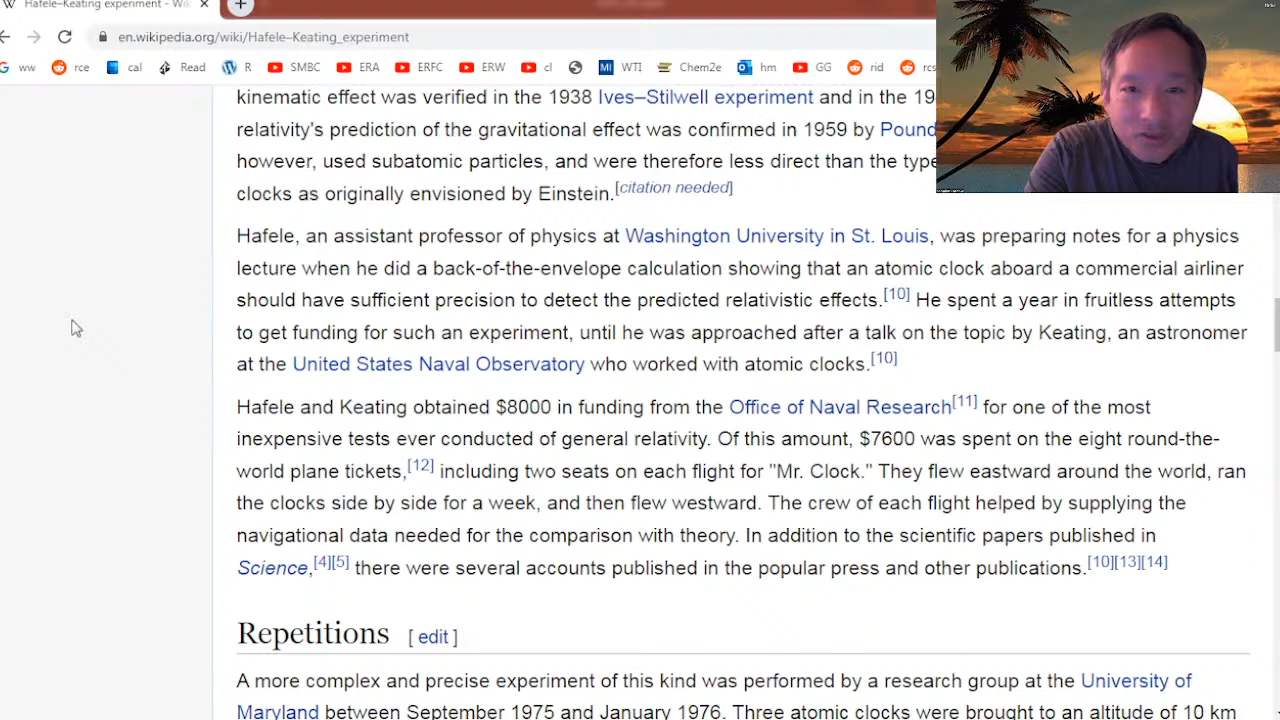 Hafele–Keating experiment - Wi
en.wikipedia.org/wiki/Hafele–Keating_experiment
ww rce cal Read R SMBC ERA ERFC ERW cl WTI Chem2e hm GG rid rcs
kinematic effect was verified in the 1938 Ives–Stilwell experiment and in the 19
relativity's prediction of the gravitational effect was confirmed in 1959 by Pound
however, used subatomic particles, and were therefore less direct than the type
clocks as originally envisioned by Einstein.[citation needed]
Hafele, an assistant professor of physics at Washington University in St. Louis, was preparing notes for a physics
lecture when he did a back-of-the-envelope calculation showing that an atomic clock aboard a commercial airliner
should have sufficient precision to detect the predicted relativistic effects.[10] He spent a year in fruitless attempts
to get funding for such an experiment, until he was approached after a talk on the topic by Keating, an astronomer
at the United States Naval Observatory who worked with atomic clocks.[10]
Hafele and Keating obtained $8000 in funding from the Office of Naval Research[11] for one of the most
inexpensive tests ever conducted of general relativity. Of this amount, $7600 was spent on the eight round-the-
world plane tickets,[12] including two seats on each flight for "Mr. Clock." They flew eastward around the world, ran
the clocks side by side for a week, and then flew westward. The crew of each flight helped by supplying the
navigational data needed for the comparison with theory. In addition to the scientific papers published in
Science,[4][5] there were several accounts published in the popular press and other publications.[10][13][14]
Repetitions [ edit ]
A more complex and precise experiment of this kind was performed by a research group at the University of
Maryland between September 1975 and January 1976. Three atomic clocks were brought to an altitude of 10 km